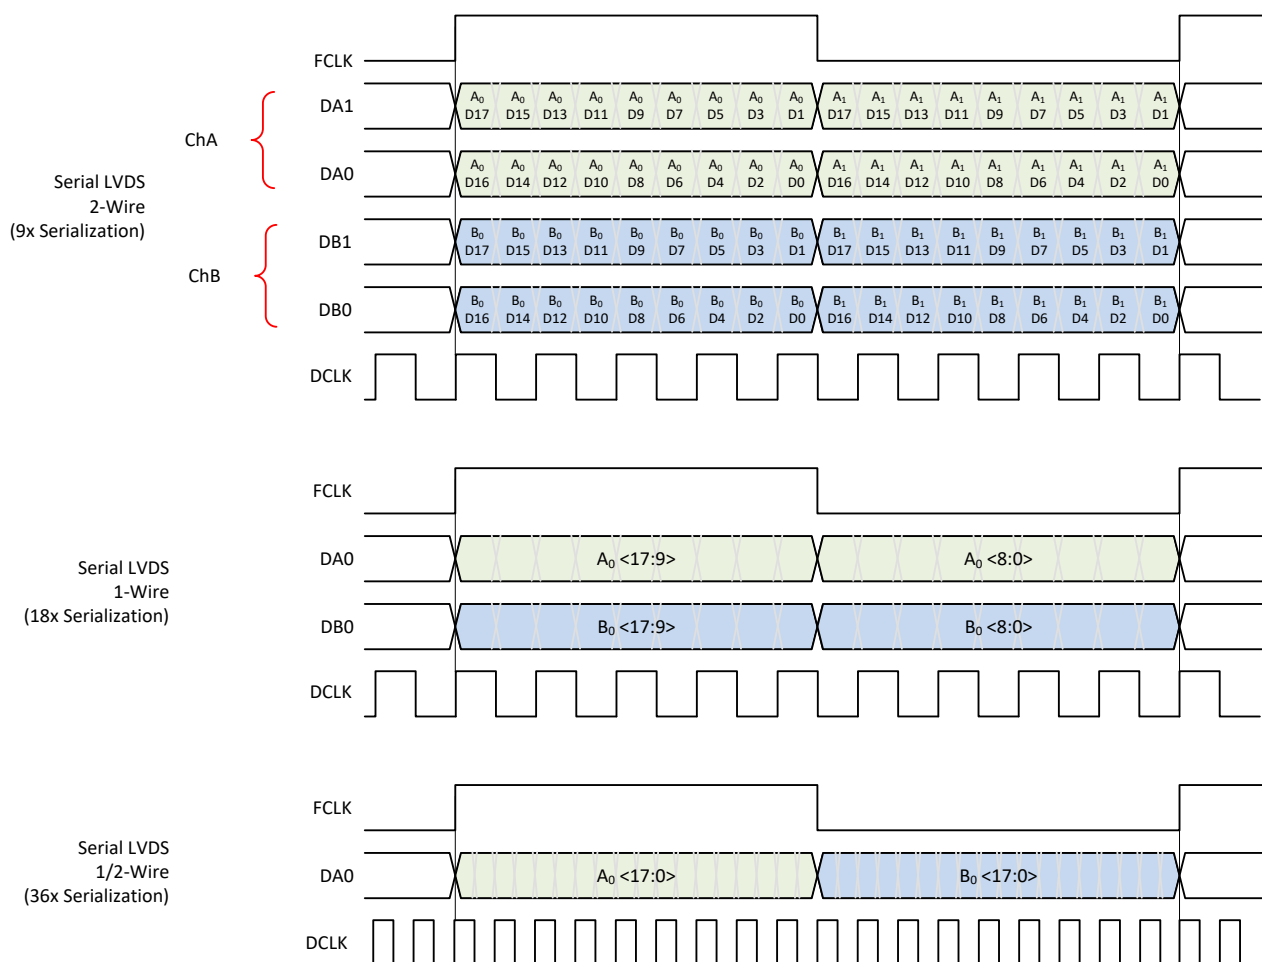 FCLK
DA1
A0 A0 A0 A0 A0 A0 A0 A0 A0 A1 A1 A1 A1 A1 A1 A1 A1 A1
D17 D15 D13 D11 D9 D7 D5 D3 D1 D17 D15 D13 D11 D9 D7 D5 D3 D1
ChA
DA0
A0 A0 A0 A0 A0 A0 A0 A0 A0 A1 A1 A1 A1 A1 A1 A1 A1 A1
D16 D14 D12 D10 D8 D6 D4 D2 D0 D16 D14 D12 D10 D8 D6 D4 D2 D0
Serial LVDS
2-Wire
(9x Serialization)
DB1
B0 B0 B0 B0 B0 B0 B0 B0 B0 B1 B1 B1 B1 B1 B1 B1 B1 B1
D17 D15 D13 D11 D9 D7 D5 D3 D1 D17 D15 D13 D11 D9 D7 D5 D3 D1
ChB
DB0
B0 B0 B0 B0 B0 B0 B0 B0 B0 B1 B1 B1 B1 B1 B1 B1 B1 B1
D16 D14 D12 D10 D8 D6 D4 D2 D0 D16 D14 D12 D10 D8 D6 D4 D2 D0
DCLK
FCLK
DA0 A0 <17:9> A0 <8:0>
Serial LVDS
1-Wire
(18x Serialization)
DB0 B0 <17:9> B0 <8:0>
DCLK
FCLK
Serial LVDS
1/2-Wire
(36x Serialization)
DA0 A0 <17:0> B0 <17:0>
DCLK